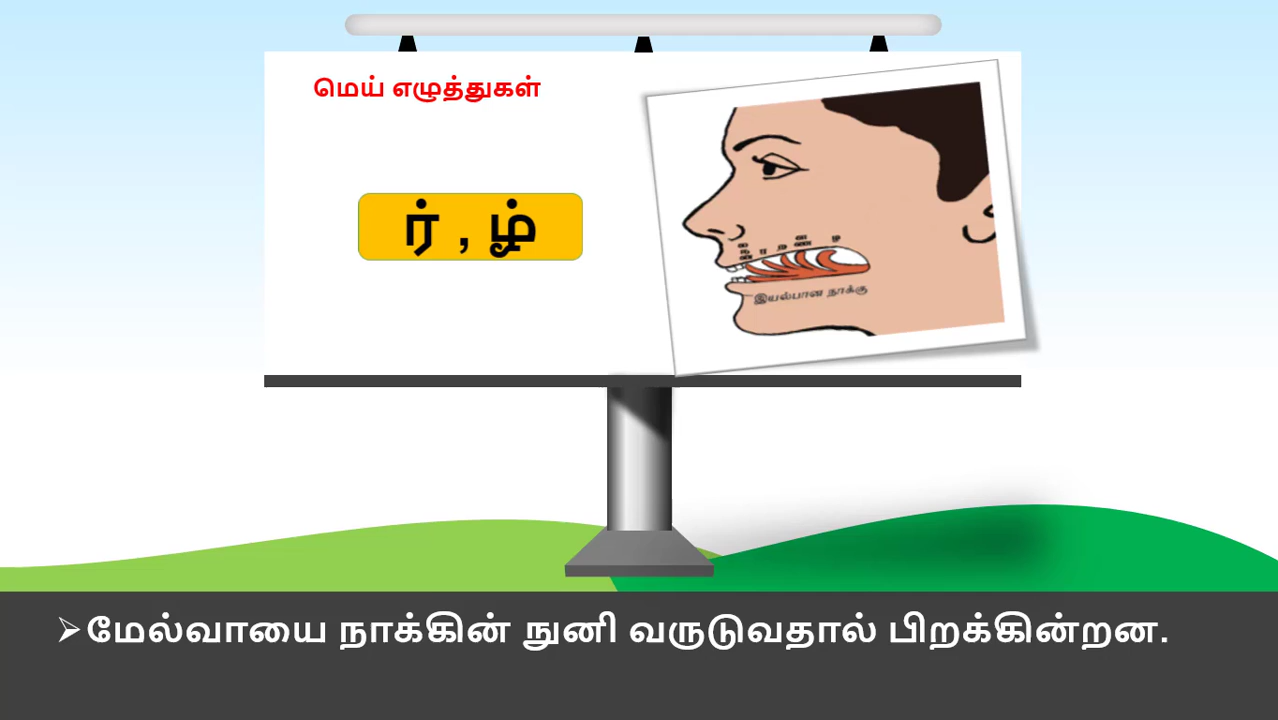 மெய் எழுத்துகள்
ர் , ழ்
ர ற ழ
இயல்பான நாக்கு
➢மேல்வாயை நாக்கின் நுனி வருடுவதால் பிறக்கின்றன.